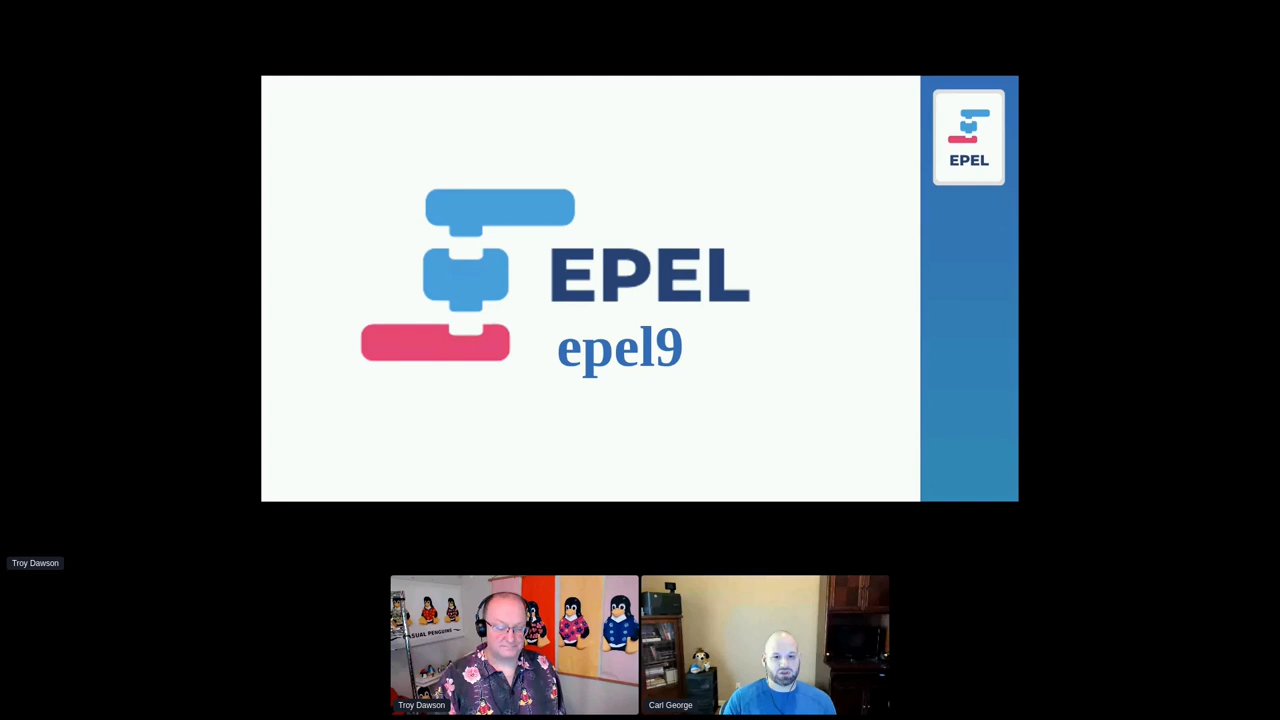 EPEL
epel9
EPEL
Troy Dawson
CASUAL PENGUINS
Troy Dawson
Carl George